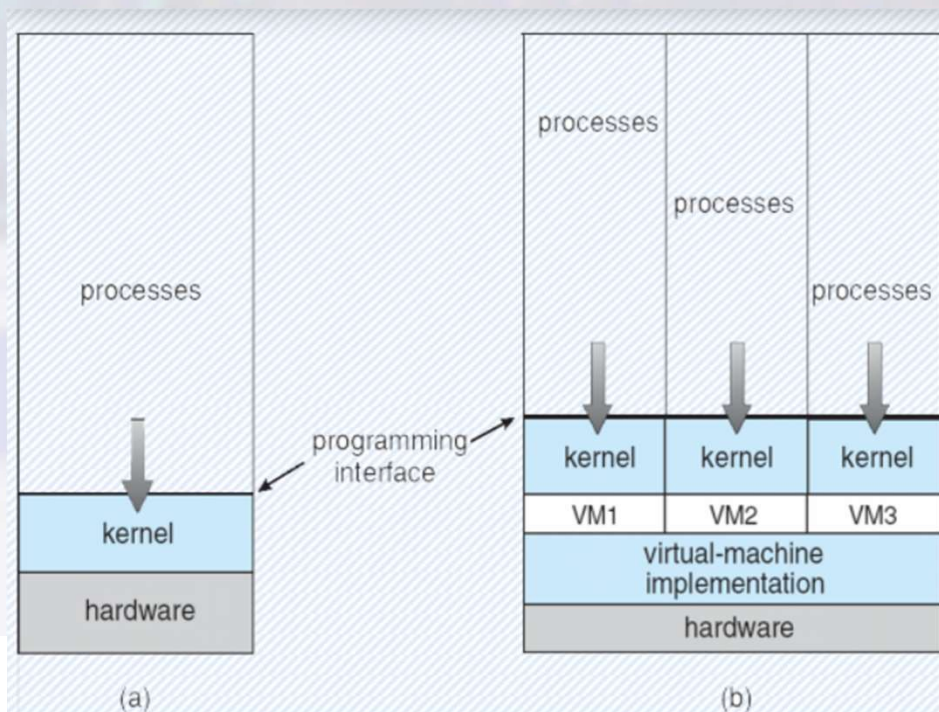 processes
programming
interface
kernel
hardware
(a)
processes
processes
processes
kernel kernel kernel
VM1 VM2 VM3
virtual-machine
implementation
hardware
(b)